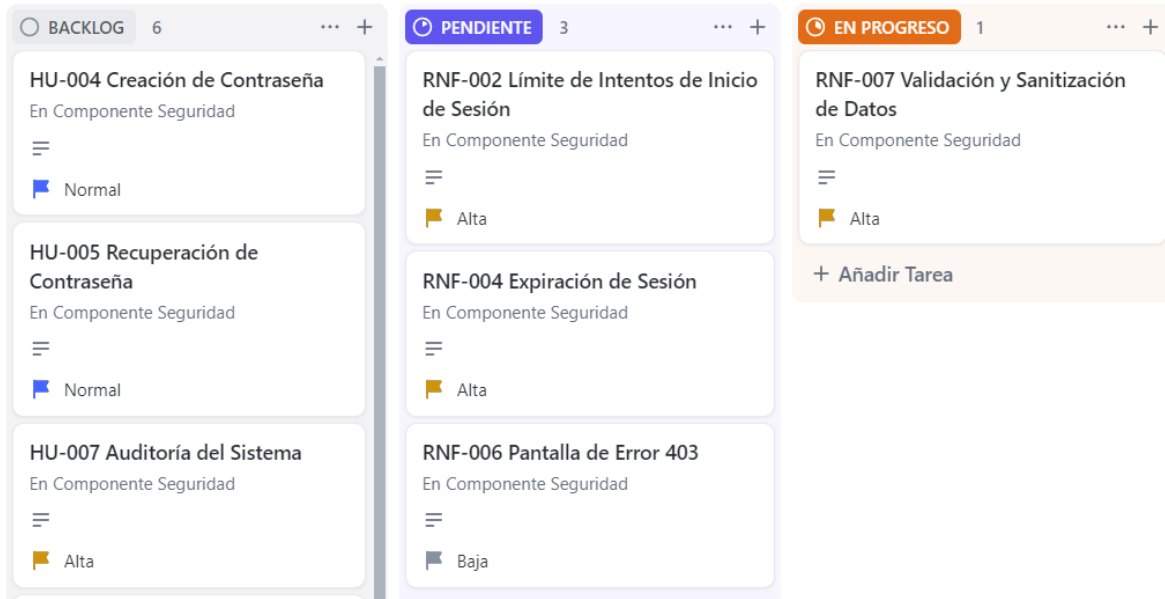 BACKLOG 6
HU-004 Creación de Contraseña
En Componente Seguridad
Normal
HU-005 Recuperación de
Contraseña
En Componente Seguridad
Normal
HU-007 Auditoría del Sistema
En Componente Seguridad
Alta
PENDIENTE 3
RNF-002 Límite de Intentos de Inicio
de Sesión
En Componente Seguridad
Alta
RNF-004 Expiración de Sesión
En Componente Seguridad
Alta
RNF-006 Pantalla de Error 403
En Componente Seguridad
Baja
EN PROGRESO 1
RNF-007 Validación y Sanitización
de Datos
En Componente Seguridad
Alta
+ Añadir Tarea